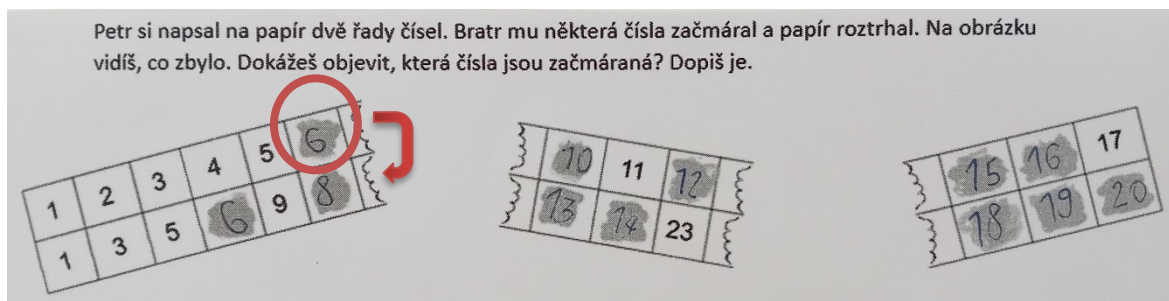 Petr si napsal na papír dvě řady čísel. Bratr mu některá čísla začmáral a papír roztrhal. Na obrázku
vidíš, co zbylo. Dokážeš objevit, která čísla jsou začmáraná? Dopiš je.
1 2 3 4 5 6
1 3 5 6 9 8
10 11 12
13 14 23
15 16 17
18 19 20